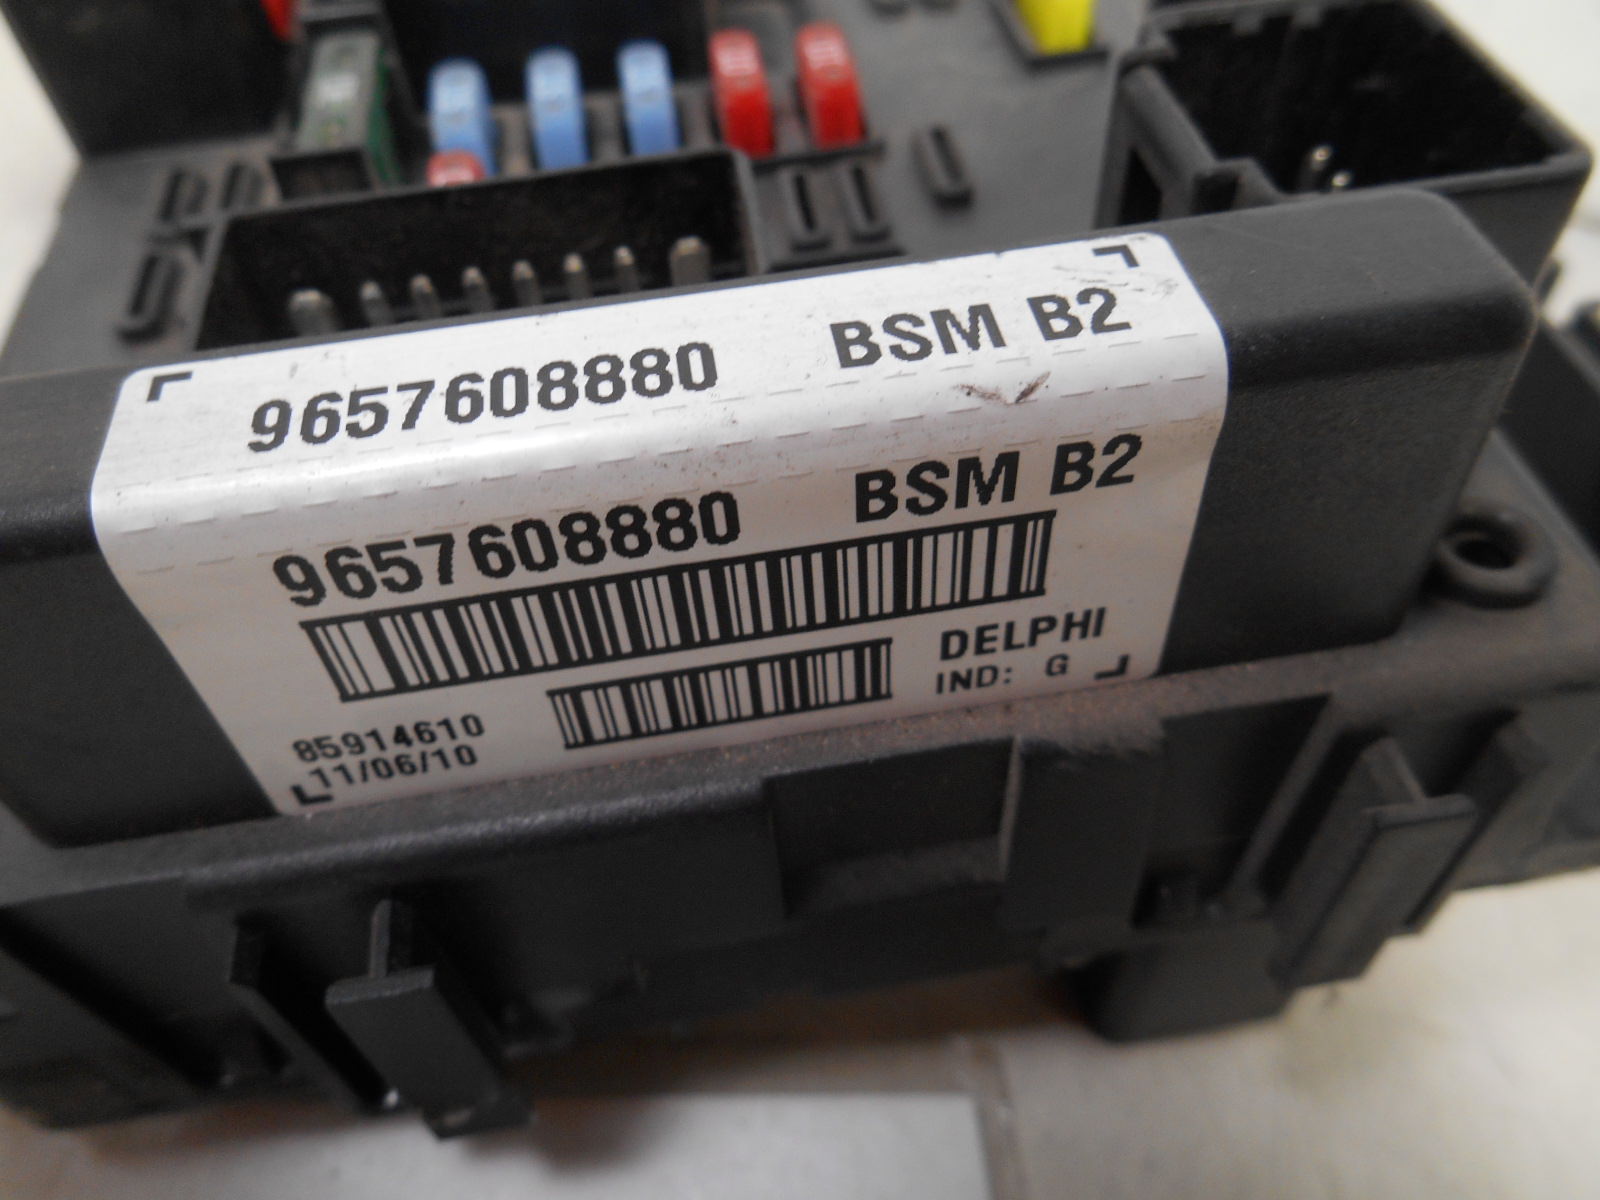 9657608880 BSM B2
9657608880 BSM B2
DELPHI
IND: G
85914610
11/06/10